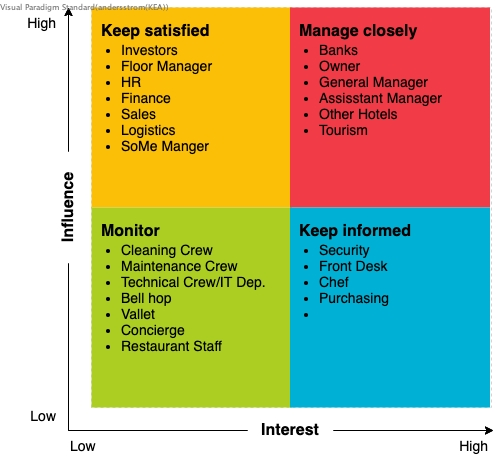 Visual Paradigm Standard(andersstrom(KEA))
High
Keep satisfied
• Investors
• Floor Manager
• HR
• Finance
• Sales
• Logistics
• SoMe Manger
Manage closely
• Banks
• Owner
• General Manager
• Assisstant Manager
• Other Hotels
• Tourism
Influence
Monitor
• Cleaning Crew
• Maintenance Crew
• Technical Crew/IT Dep.
• Bell hop
• Vallet
• Concierge
• Restaurant Staff
Keep informed
• Security
• Front Desk
• Chef
• Purchasing
•
Low
Interest
Low
High